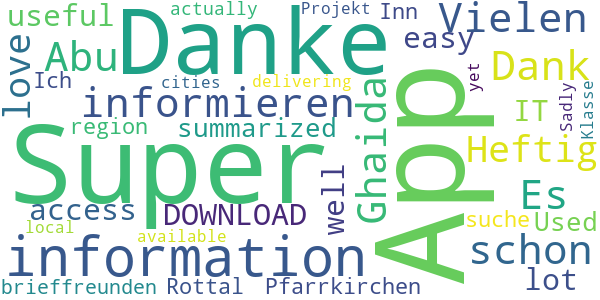 useful
actually
Projekt
Inn
Vielen
Danke
Abu
easy
love
Ich
cities
delivering
yet
Dank
informieren
Ghaida
App
IT
Sadly
Klasse
region
summarized
Heftig
Super
well
Es
access
DOWNLOAD
suche
Used
local
available
information
schon
lot
brieffreunden
Rottal
Pfarrkirchen